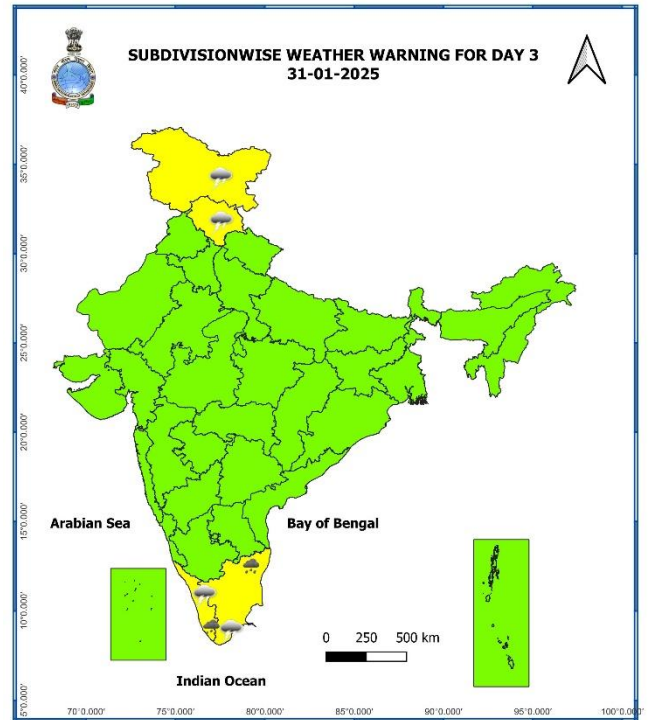 SUBDIVISIONWISE WEATHER WARNING FOR DAY 3
31-01-2025
40°0.000'
35°0.000'
30°0.000'
25°0.000'
20°0.000'
15°0.000'
10°0.000'
5°0.000'
Arabian Sea
Bay of Bengal
0 250 500 km
Indian Ocean
70°0.000' 75°0.000' 80°0.000' 85°0.000' 90°0.000' 95°0.000' 100°0.000'